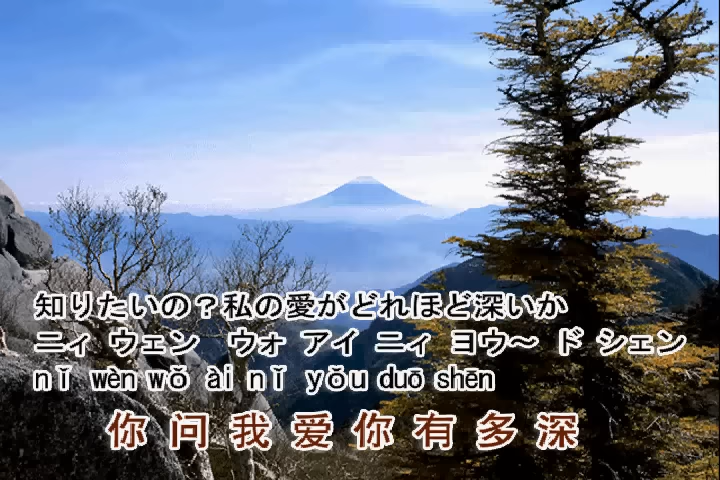 知りたいの？私の愛がどれほど深いか
ニィ ウェン ウォ アイ ニィ ヨウ～ ド シェン
nǐ wèn wǒ ài nǐ yǒu duō shēn
你 问 我 爱 你 有 多 深